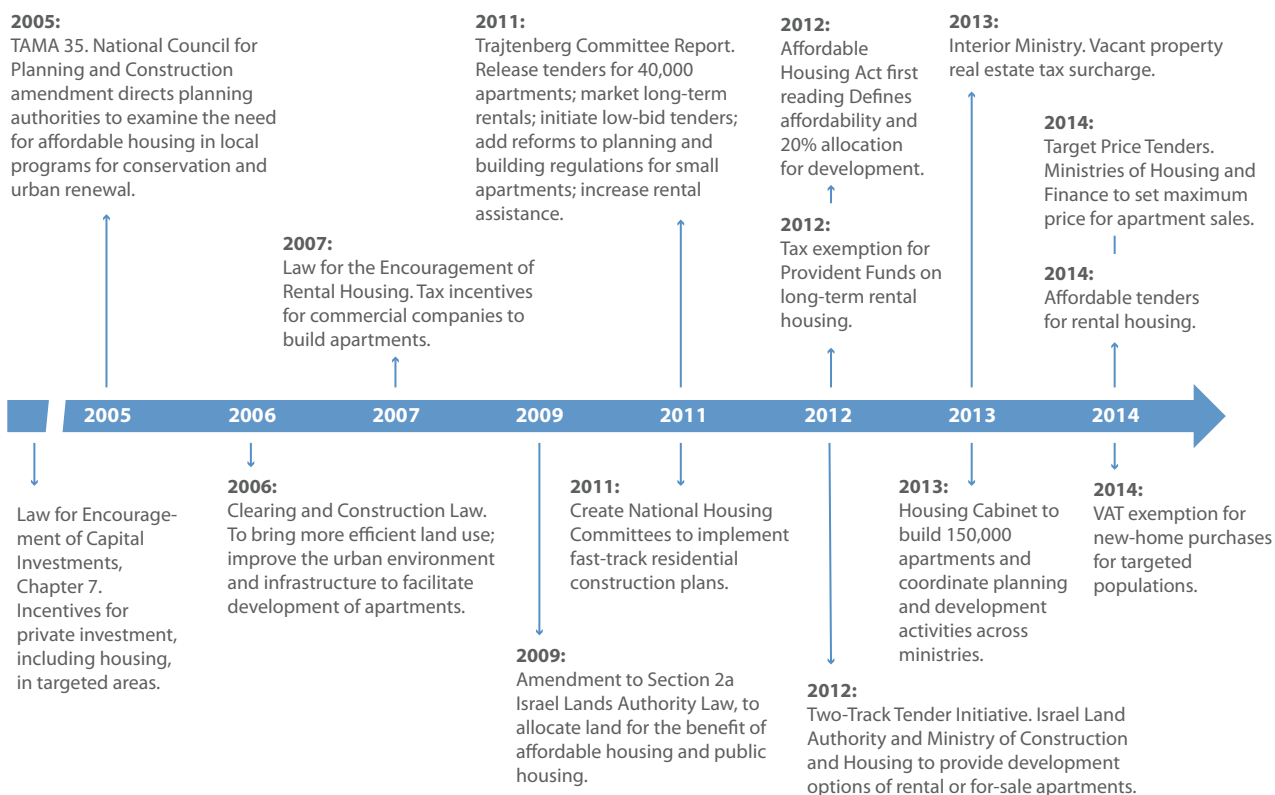 2005:
TAMA 35. National Council for
Planning and Construction
amendment directs planning
authorities to examine the need
for affordable housing in local
programs for conservation and
urban renewal.
2007:
Law for the Encouragement of
Rental Housing. Tax incentives
for commercial companies to
build apartments.
2011:
Trajtenberg Committee Report.
Release tenders for 40,000
apartments; market long-term
rentals; initiate low-bid tenders;
add reforms to planning and
building regulations for small
apartments; increase rental
assistance.
2012:
Affordable
Housing Act first
reading Defines
affordability and
20% allocation
for development.
2012:
Tax exemption for
Provident Funds on
long-term rental
housing.
2013:
Interior Ministry. Vacant property
real estate tax surcharge.
2014:
Target Price Tenders.
Ministries of Housing and
Finance to set maximum
price for apartment sales.
2014:
Affordable tenders
for rental housing.
2005 2006 2007 2009 2011 2012 2013 2014
Law for Encourage-
ment of Capital
Investments,
Chapter 7.
Incentives for
private investment,
including housing,
in targeted areas.
2006:
Clearing and Construction Law.
To bring more efficient land use;
improve the urban environment
and infrastructure to facilitate
development of apartments.
2009:
Amendment to Section 2a
Israel Lands Authority Law, to
allocate land for the benefit of
affordable housing and public
housing.
2011:
Create National Housing
Committees to implement
fast-track residential
construction plans.
2012:
Two-Track Tender Initiative. Israel Land
Authority and Ministry of Construction
and Housing to provide development
options of rental or for-sale apartments.
2013:
Housing Cabinet to
build 150,000
apartments and
coordinate planning
and development
activities across
ministries.
2014:
VAT exemption for
new-home purchases
for targeted
populations.